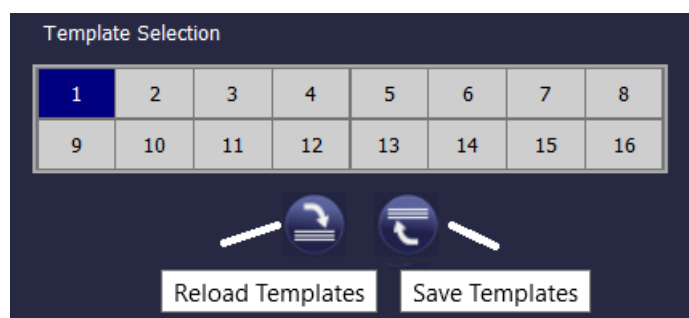 Template Selection
1 2 3 4 5 6 7 8
9 10 11 12 13 14 15 16
Reload Templates Save Templates